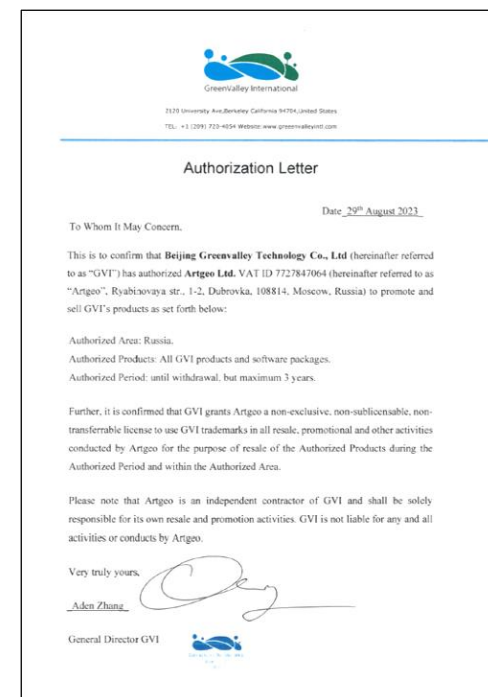 GreenValley International
2120 University Ave,Berkeley California 94704,United States
TEL: +1 (209) 723-4054 Website:www.greenvalleyintl.com
Authorization Letter
Date 29th August 2023
To Whom It May Concern,
This is to confirm that Beijing Greenvalley Technology Co., Ltd (hereinafter referred
to as “GVI”) has authorized Artgeo Ltd. VAT ID 7727847064 (hereinafter referred to as
“Artgeo”, Ryabinovaya str., 1-2, Dubrovka, 108814, Moscow, Russia) to promote and
sell GVI's products as set forth below:
Authorized Area: Russia.
Authorized Products: All GVI products and software packages.
Authorized Period: until withdrawal, but maximum 3 years.
Further, it is confirmed that GVI grants Artgeo a non-exclusive, non-sublicensable, non-
transferrable license to use GVI trademarks in all resale, promotional and other activities
conducted by Artgeo for the purpose of resale of the Authorized Products during the
Authorized Period and within the Authorized Area.
Please note that Artgeo is an independent contractor of GVI and shall be solely
responsible for its own resale and promotion activities. GVI is not liable for any and all
activities or conducts by Artgeo.
Very truly yours,
Aden Zhang
General Director GVI